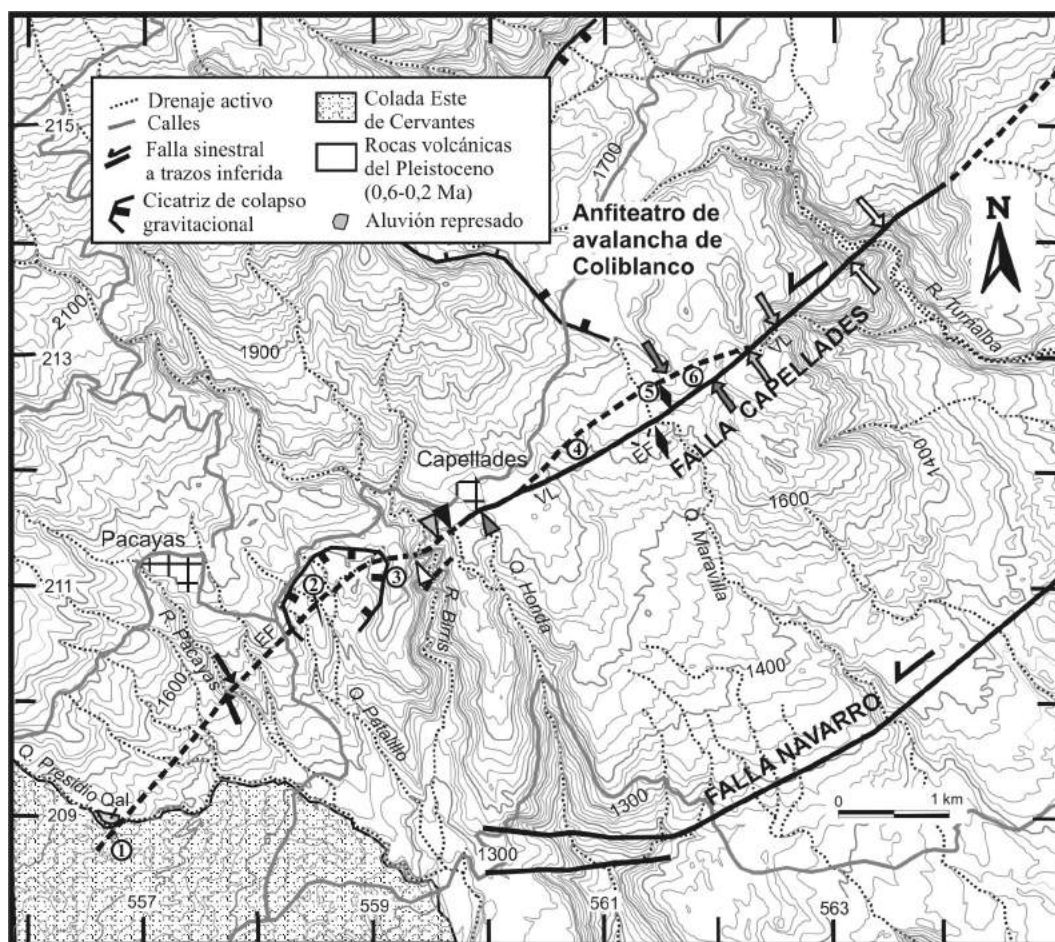 Drenaje activo
Calles
Falla sinestral
a trazos inferida
Cicatriz de colapso
gravitacional
Colada Este
de Cervantes
Rocas volcánicas
del Pleistoceno
(0,6-0,2 Ma)
Aluvión represado
215
1700
N
Anfiteatro de
avalancha de
Coliblanco
2100
R. Turrialba
213
1900
VL
FALLA CAPELLADES
6
5
4
EF
1400
Capellades
VL
1600
Pacayas
Q. Maravilla
211
2
3
Q. Honda
R. Birris
R. Pacayas
EF
1600
1400
Q. Patalillo
FALLA NAVARRO
Q. Presidio
Qal
1300
0 1 km
209
1
1300
557
559
561
563